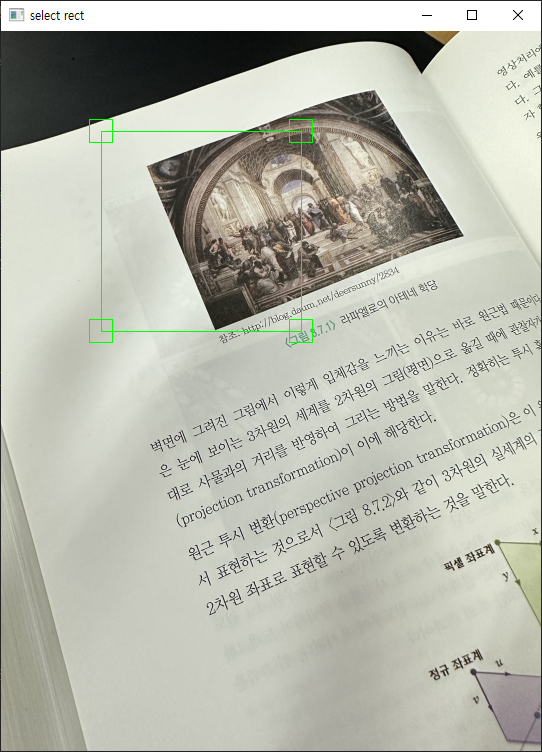 select rect
영상처리에
다. 예를
다. 그
자 하
참조: http://blog.daum.net/deersunny/2834
〈그림 8.7.1〉 라파엘로의 아테네 학당
벽면에 그려진 그림에서 이렇게 입체감을 느끼는 이유는 바로 원근법 때문이다.
은 눈에 보이는 3차원의 세계를 2차원의 그림(평면)으로 옮길 때에 관찰자가
대로 사물과의 거리를 반영하여 그리는 방법을 말한다. 정확히는 투시
(projection transformation)이 이에 해당한다.
원근 투시 변환(perspective projection transformation)은 이 원
서 표현하는 것으로서 〈그림 8.7.2〉와 같이 3차원의 실세계의
2차원 좌표로 표현할 수 있도록 변환하는 것을 말한다.
픽셀 좌표계
x
y
정규 좌표계
u
v